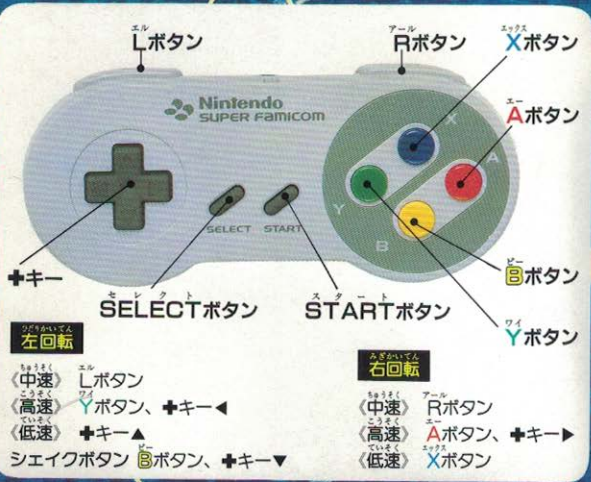 Lボタン
Rボタン
Xボタン
Aボタン
Nintendo
SUPER FAMICOM
X
A
Y
B
SELECT START
✚キー
SELECTボタン
STARTボタン
Bボタン
Yボタン
左回転
《中速》 Lボタン
《高速》 Yボタン、✚キー◀
《低速》 ✚キー▲
シェイクボタン Bボタン、✚キー▼
右回転
《中速》 Rボタン
《高速》 Aボタン、✚キー▶
《低速》 Xボタン